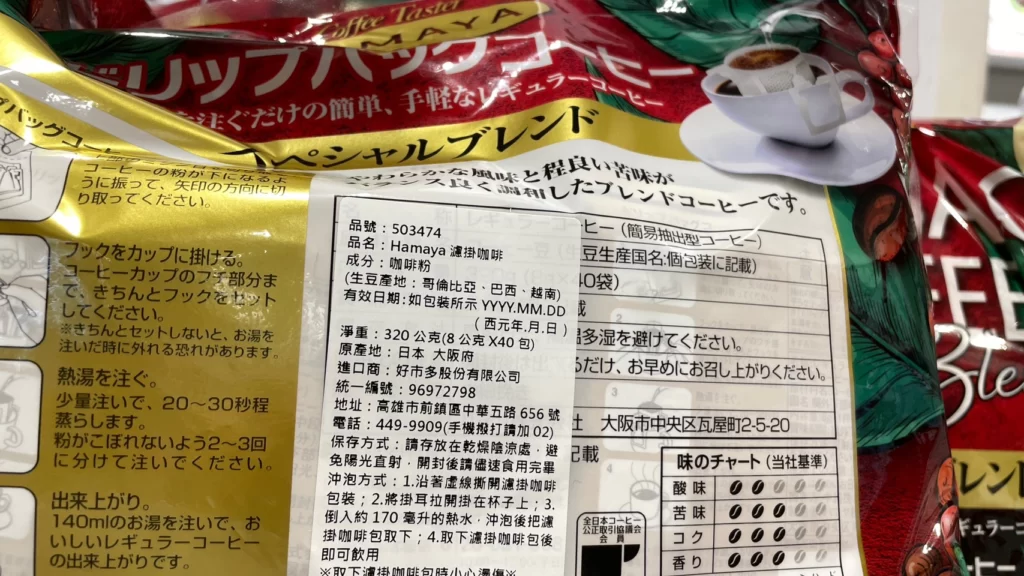 Coffee Taster
AMAYA
ドリップバッグコーヒー
を注ぐだけの簡単、手軽なレギュラーコーヒー
スペシャルブレンド
やわらかな風味と程良い苦味が
バランス良く調和したブレンドコーヒーです。
バッグコー
コーヒーの粉が下になるよ
うに振って、矢印の方向に切
り取ってください。
フックをカップに掛ける。
コーヒーカップのフチ部分ま
で、きちんとフックをセット
してください。
※きちんとセットしないと、お湯を
注いだ時に外れる恐れがあります。
熱湯を注ぐ。
少量注いで、20〜30秒程
蒸らします。
粉がこぼれないよう2〜3回
に分けて注いでください。
出来上がり。
140mlのお湯を注いで、お
いしいレギュラーコーヒー
の出来上がりです。
品號:503474
品名:Hamaya 濾掛咖啡
成分:咖啡粉
(生豆產地:哥倫比亞、巴西、越南)
有效日期:如包裝所示 YYYY.MM.DD
(西元年.月.日)
淨重:320 公克(8 公克 X40 包)
原產地:日本 大阪府
進口商:好市多股份有限公司
統一編號:96972798
地址:高雄市前鎮區中華五路 656 號
電話:449-9909(手機撥打請加 02)
保存方式:請存放在乾燥陰涼處,避
免陽光直射,開封後請儘速食用完畢
沖泡方式:1.沿著虛線撕開濾掛咖啡
包裝;2.將掛耳拉開掛在杯子上;3.
倒入約 170 毫升的熱水,沖泡後把濾
掛咖啡包取下;4.取下濾掛咖啡包後
即可飲用
※取下濾掛咖啡包時小心燙傷※
レギュラーコーヒー(簡易抽出型コーヒー)
豆生産国名:個包装に記載)
0袋)
載
多湿を避けてください。
だけ、お早めにお召し上がりください。
社 大阪市中央区瓦屋町2-5-20
記載
味のチャート(当社基準)
酸味
苦味
コク
香り
全日本コーヒー
公正取引協議会
会員
Ble
レン
ギュラーコ